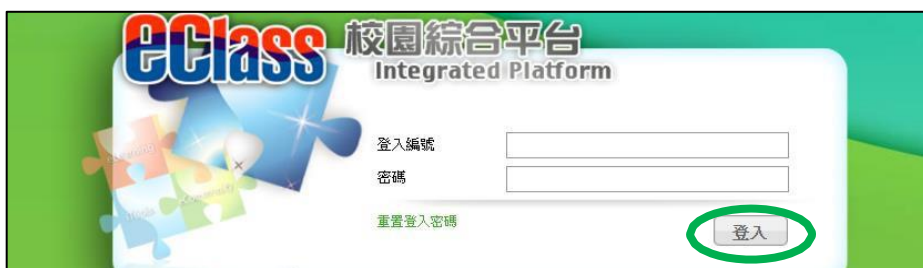 eClass 校園綜合平台
Integrated Platform
登入編號
密碼
重置登入密碼
登入